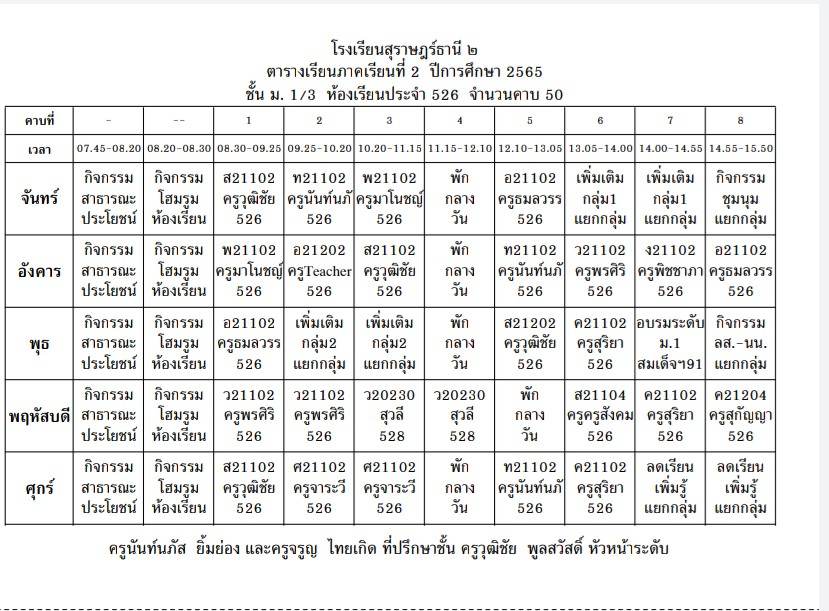 โรงเรียนสุราษฎร์ธานี ๒
ตารางเรียนภาคเรียนที่ 2 ปีการศึกษา 2565
ชั้น ม. 1/3 ห้องเรียนประจำ 526 จำนวนคาบ 50
คาบที่ - -- 1 2 3 4 5 6 7 8
เวลา 07.45-08.20 08.20-08.30 08.30-09.25 09.25-10.20 10.20-11.15 11.15-12.10 12.10-13.05 13.05-14.00 14.00-14.55 14.55-15.50
กิจกรรม กิจกรรม ส21102 ท21102 พ21102 พัก อ21102 เพิ่มเติม เพิ่มเติม กิจกรรม
จันทร์ สาธารณะ โฮมรูม ครูวุฒิชัย ครูนันท์นภั ครูมาโนชญ์ กลาง ครูธมลวรร กลุ่ม1 กลุ่ม1 ชุมนุม
ประโยชน์ ห้องเรียน 526 526 526 วัน 526 แยกกลุ่ม แยกกลุ่ม แยกกลุ่ม
กิจกรรม กิจกรรม พ21102 อ21202 ส21102 พัก ท21102 ว21102 ง21102 อ21102
อังคาร สาธารณะ โฮมรูม ครูมาโนชญ์ ครูTeacher ครูวุฒิชัย กลาง ครูนันท์นภั ครูพรศิริ ครูพิชชาภา ครูธมลวรร
ประโยชน์ ห้องเรียน 526 526 526 วัน 526 526 526 526
กิจกรรม กิจกรรม อ21102 เพิ่มเติม เพิ่มเติม พัก ส21202 ค21102 อบรมระดับ กิจกรรม
พุธ สาธารณะ โฮมรูม ครูธมลวรร กลุ่ม2 กลุ่ม2 กลาง ครูวุฒิชัย ครูสุริยา ม.1 ลส.-นน.
ประโยชน์ ห้องเรียน 526 แยกกลุ่ม แยกกลุ่ม วัน 526 526 สมเด็จฯ91 แยกกลุ่ม
กิจกรรม กิจกรรม ว21102 ว21102 ว20230 ว20230 พัก ส21104 ค21102 ค21204
พฤหัสบดี สาธารณะ โฮมรูม ครูพรศิริ ครูพรศิริ สุวลี สุวลี กลาง ครูครูสังคม ครูสุริยา ครูสุกัญญา
ประโยชน์ ห้องเรียน 526 526 528 528 วัน 526 526 526
กิจกรรม กิจกรรม ส21102 ศ21102 ศ21102 พัก ท21102 ค21102 ลดเรียน ลดเรียน
ศุกร์ สาธารณะ โฮมรูม ครูวุฒิชัย ครูจาระวี ครูจาระวี กลาง ครูนันท์นภั ครูสุริยา เพิ่มรู้ เพิ่มรู้
ประโยชน์ ห้องเรียน 526 526 526 วัน 526 526 แยกกลุ่ม แยกกลุ่ม
ครูนันท์นภัส ยิ้มย่อง และครูจรูญ ไทยเกิด ที่ปรึกษาชั้น ครูวุฒิชัย พูลสวัสดิ์ หัวหน้าระดับ